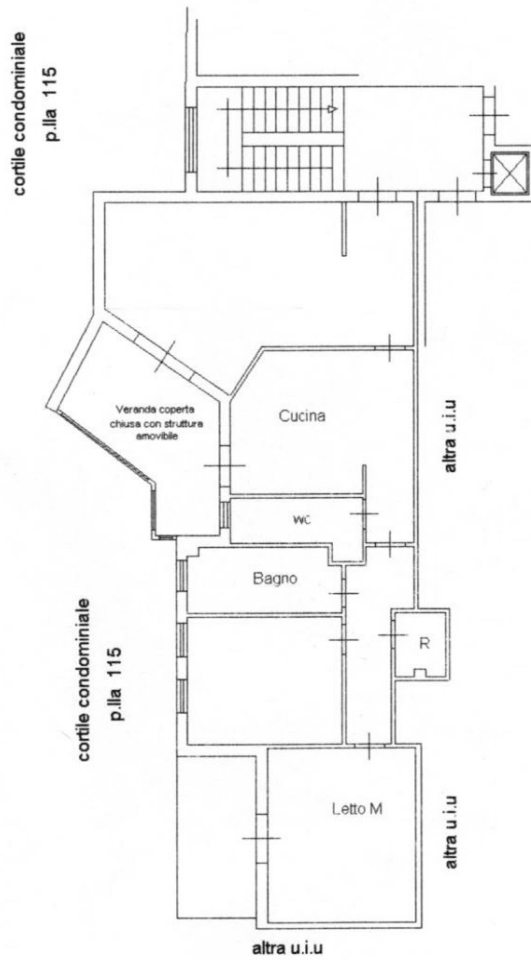 cortile condominiale
p.lla 115
Veranda coperta
chiusa con struttura
amovibile
Cucina
altra u.i.u
wc
Bagno
cortile condominiale
p.lla 115
R
Letto M
altra u.i.u
altra u.i.u